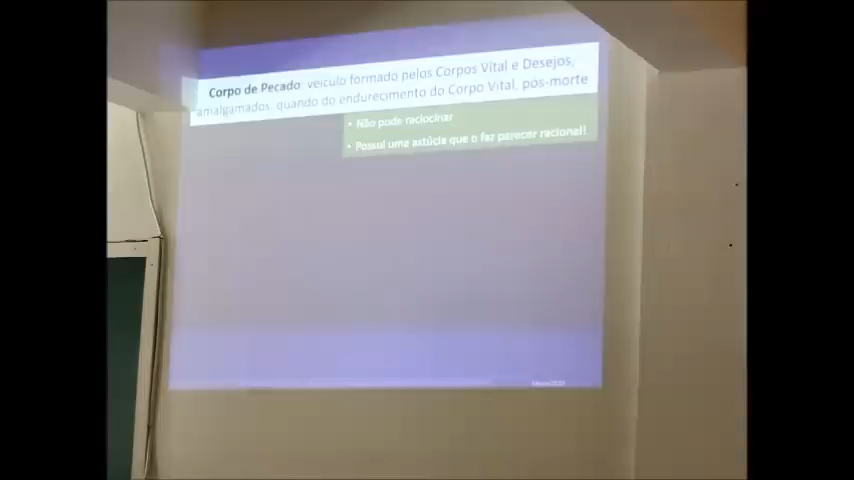 Corpo de Pecado: veículo formado pelos Corpos Vital e Desejos,
amalgamados, quando do endurecimento do Corpo Vital, pós-morte
• Não pode raciocinar
• Possui uma astúcia que o faz parecer racional!